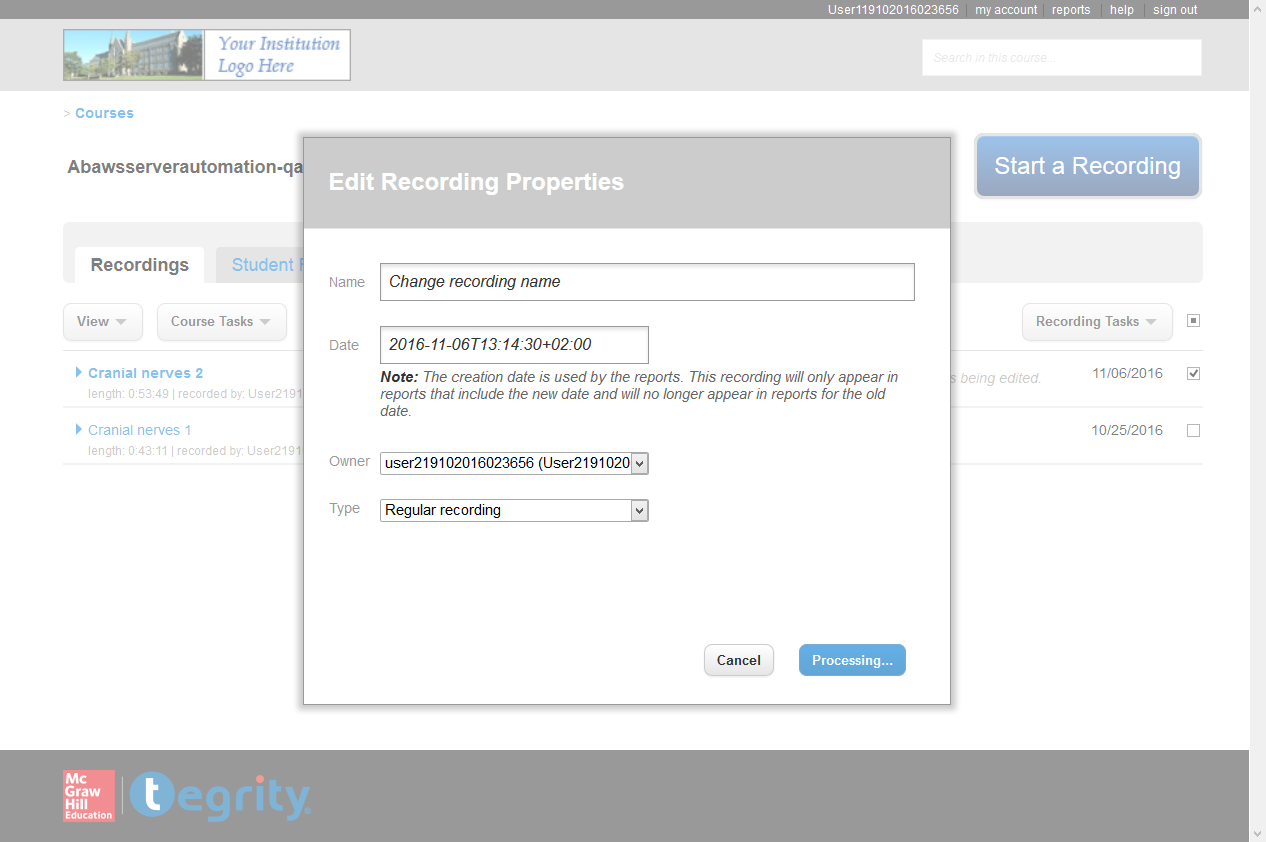 User119102016023656 my account reports help sign out
Your Institution
Logo Here
Search in this course...
> Courses
Abawsserverautomation-qa
Start a Recording
Edit Recording Properties
Recordings Student
Name Change recording name
View Course Tasks Recording Tasks
Date 2016-11-06T13:14:30+02:00
Note: The creation date is used by the reports. This recording will only appear in
reports that include the new date and will no longer appear in reports for the old
date.
Cranial nerves 2 being edited. 11/06/2016
length: 0:53:49 | recorded by: User2191
Cranial nerves 1 10/25/2016
length: 0:43:11 | recorded by: User2191
Owner user219102016023656 (User2191020
Type Regular recording
Cancel Processing...
Mc
Graw
Hill
Education
tegrity